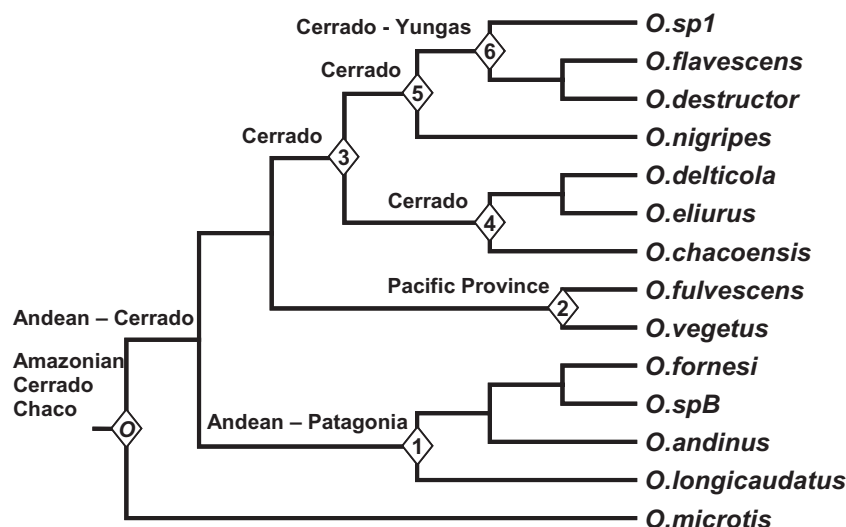 Cerrado - Yungas
O.sp1
6
O.flavescens
Cerrado
5
O.destructor
O.nigripes
Cerrado
3
O.delticola
Cerrado
4
O.eliurus
O.chacoensis
Pacific Province
O.fulvescens
2
O.vegetus
Andean – Cerrado
Amazonian
Cerrado
Chaco
O
O.fornesi
O.spB
Andean – Patagonia
1
O.andinus
O.longicaudatus
O.microtis